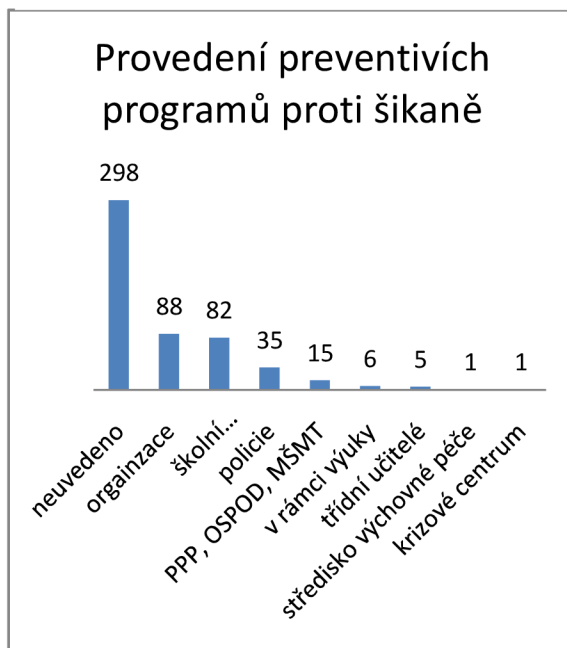 Provedení preventivích
programů proti šikaně
298
88
82
35
15
6
5
1
1
neuvedeno
orgainzace
školní...
policie
PPP, OSPOD, MŠMT
v rámci výuky
třídní učitelé
středisko výchovné péče
krizové centrum